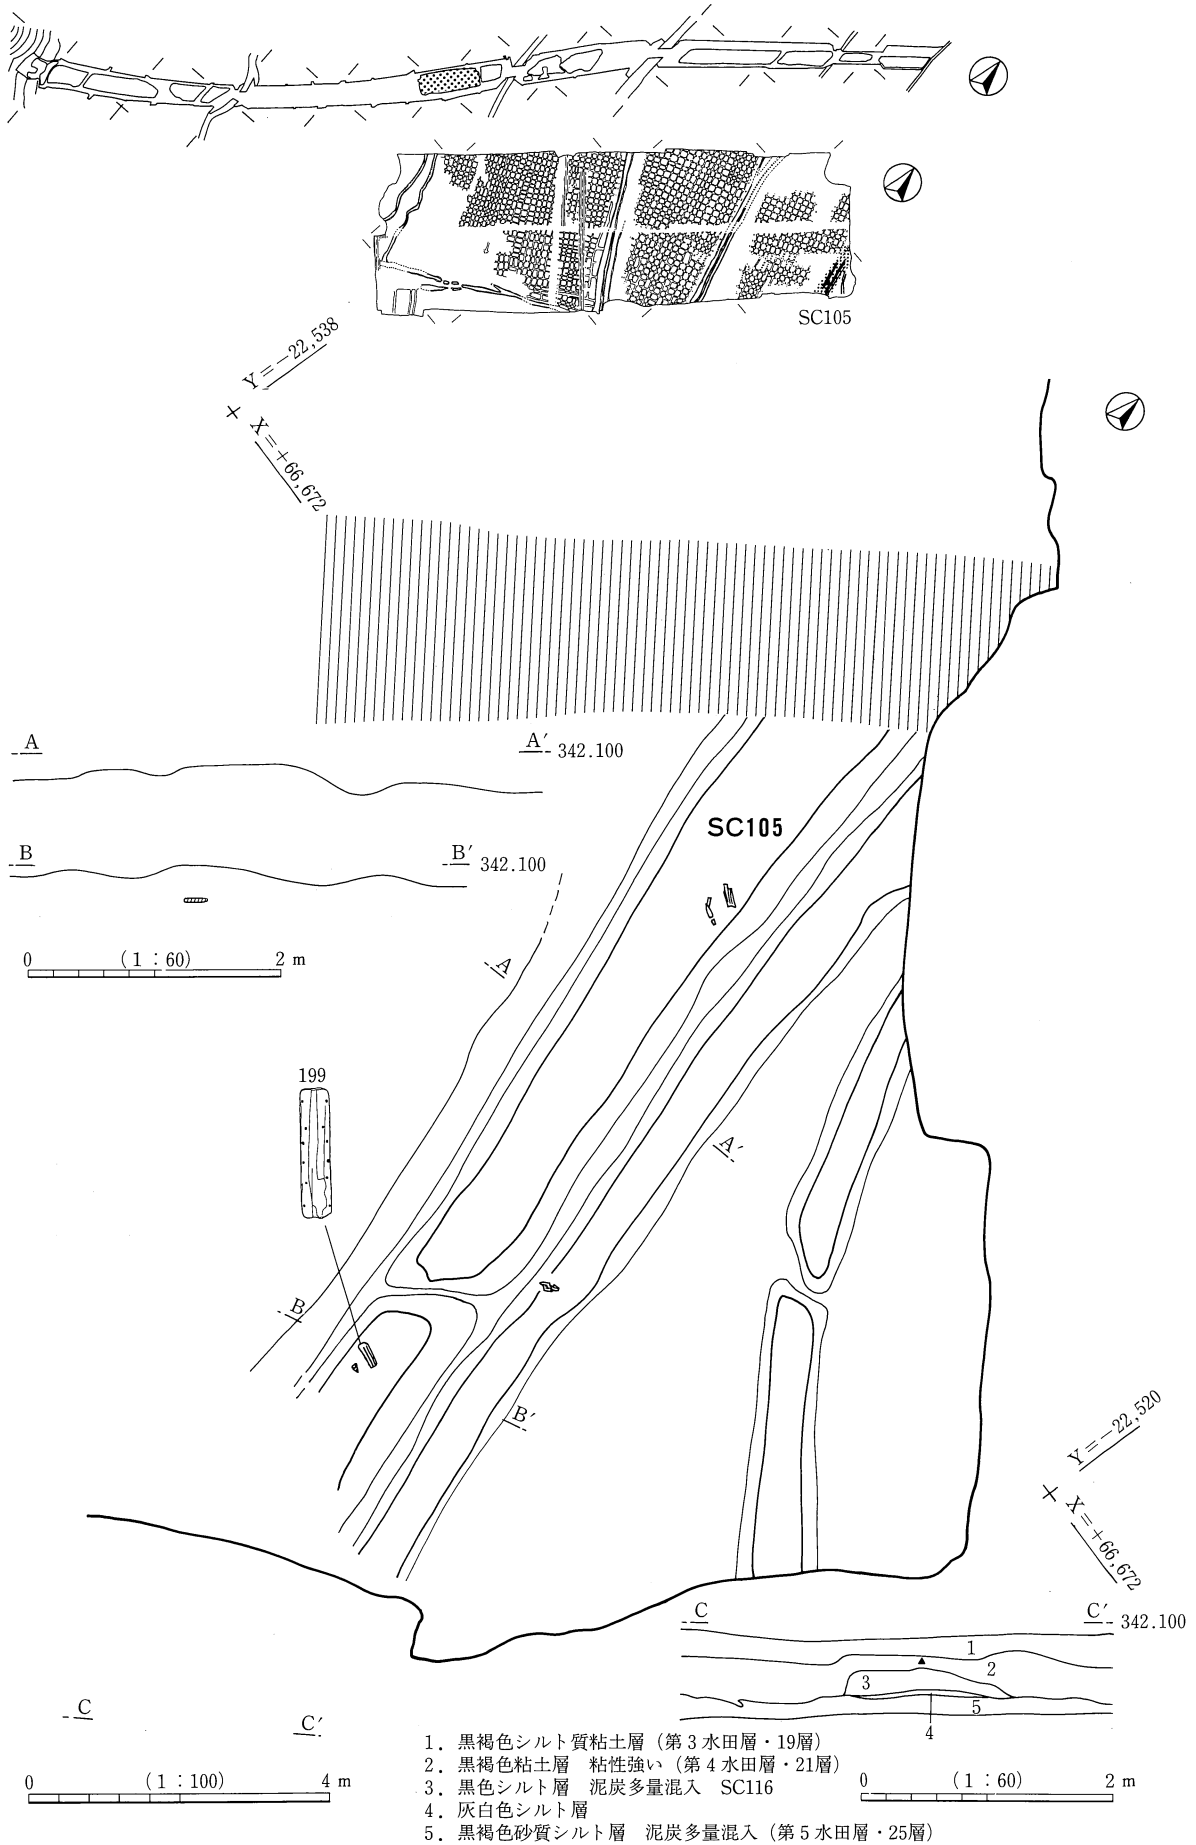 SC105
Y=-22,538
X=+66,672
A A′ 342.100
SC105
B B′ 342.100
0 (1：60) 2 m
A
199
A′
B
B′
Y=-22,520
X=+66,672
C C′ 342.100
1
2
3
5
4
C
C′
0 (1：100) 4 m
1．黒褐色シルト質粘土層（第3水田層・19層）
2．黒褐色粘土層　粘性強い（第4水田層・21層）
3．黒色シルト層　泥炭多量混入　SC116
4．灰白色シルト層
5．黒褐色砂質シルト層　泥炭多量混入（第5水田層・25層）
0 (1：60) 2 m